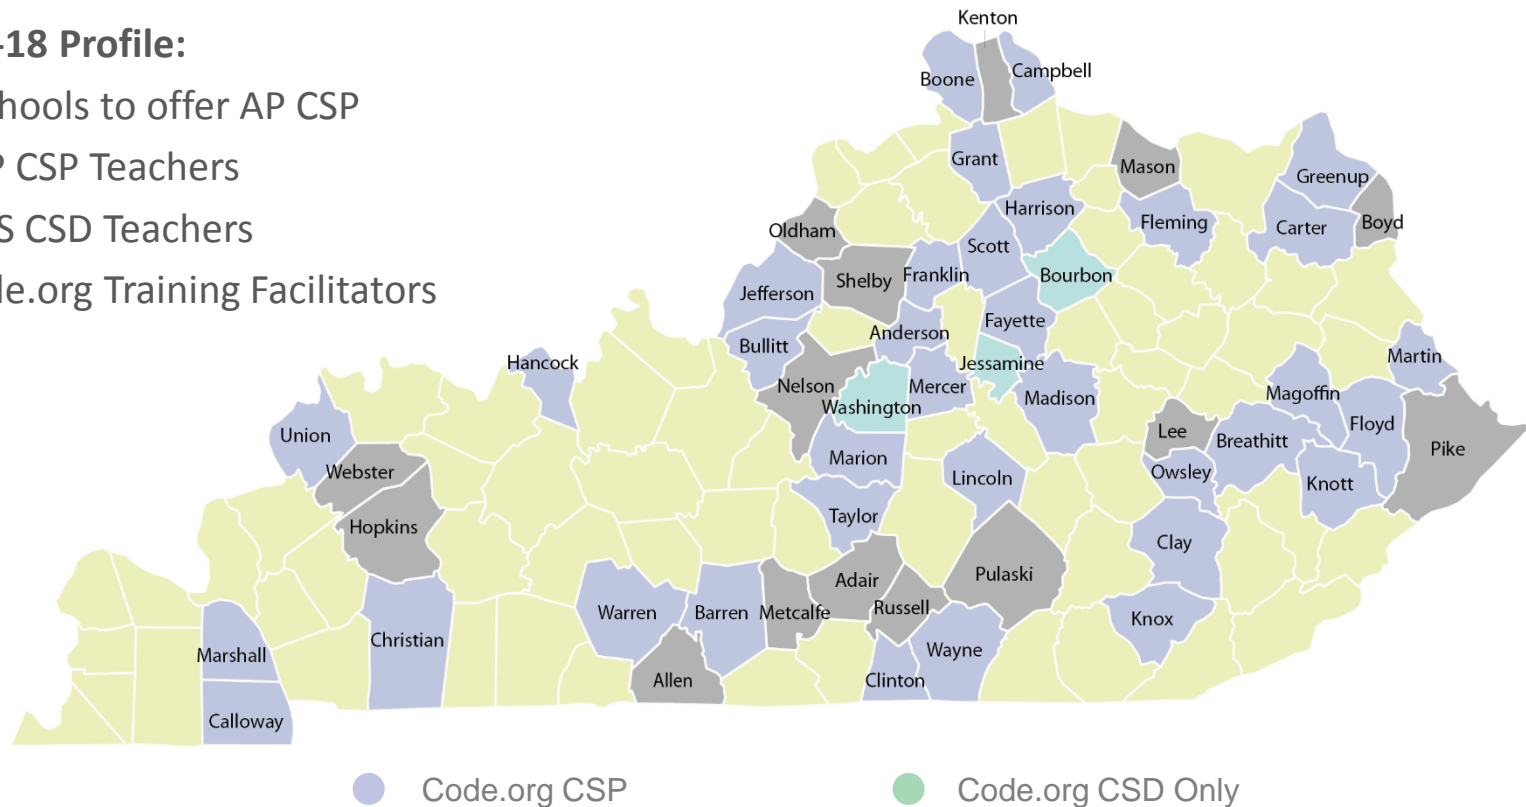 -18 Profile:
hools to offer AP CSP
P CSP Teachers
S CSD Teachers
de.org Training Facilitators
Kenton
Boone
Campbell
Grant
Mason
Greenup
Harrison
Fleming
Carter
Boyd
Oldham
Scott
Shelby
Franklin
Bourbon
Jefferson
Fayette
Anderson
Bullitt
Jessamine
Martin
Hancock
Nelson
Mercer
Washington
Madison
Magoffin
Floyd
Union
Lee
Breathitt
Pike
Webster
Marion
Lincoln
Owsley
Knott
Hopkins
Taylor
Clay
Adair
Pulaski
Warren
Barren
Metcalfe
Russell
Knox
Christian
Marshall
Wayne
Allen
Clinton
Calloway
Code.org CSP
Code.org CSD Only